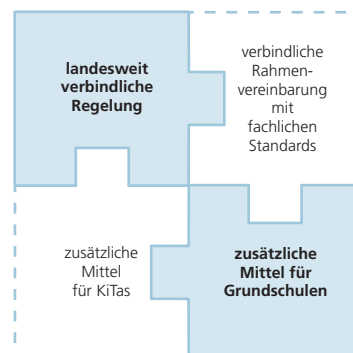 landesweit
verbindliche
Regelung
verbindliche
Rahmen-
vereinbarung
mit
fachlichen
Standards
zusätzliche
Mittel
für KiTas
zusätzliche
Mittel für
Grundschulen